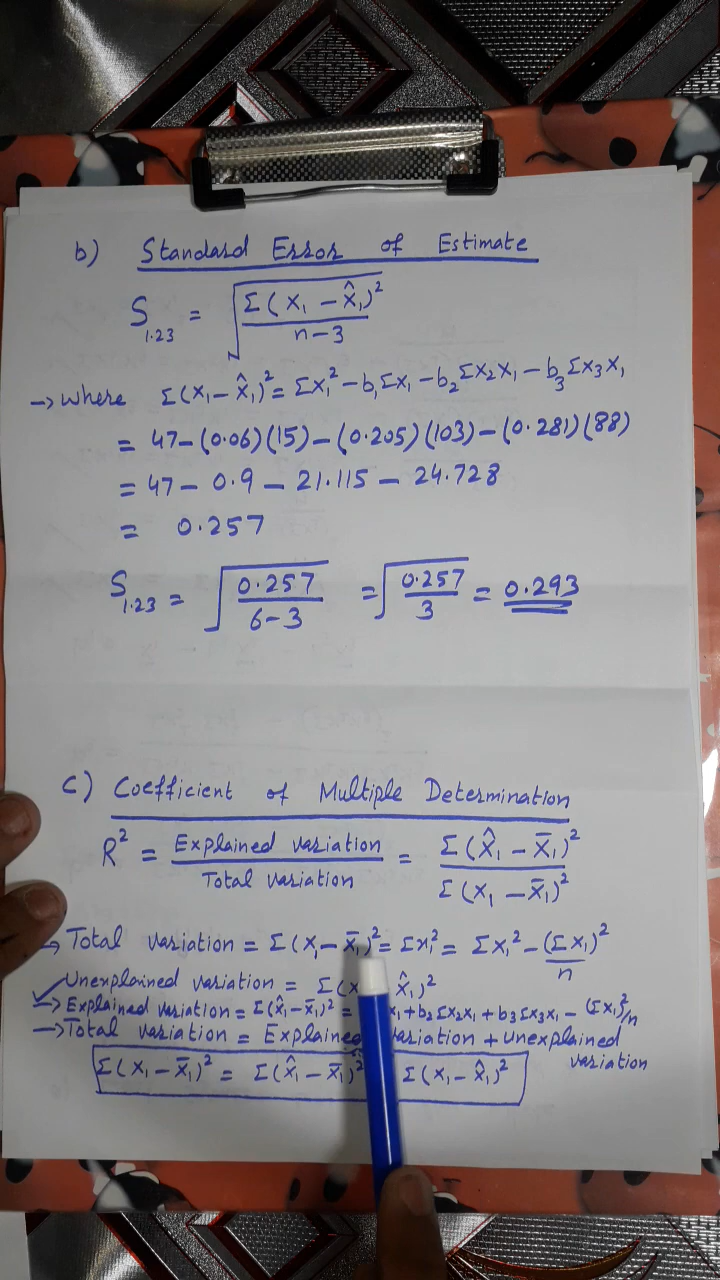 b) Standard Error of Estimate
S₁.₂₃ = √(Σ(X₁ − X̂₁)² / n−3)
→ where Σ(X₁ − X̂₁)² = ΣX₁² − b₁ΣX₁ − b₂ΣX₂X₁ − b₃ΣX₃X₁
= 47 − (0.06)(15) − (0.205)(103) − (0.281)(88)
= 47 − 0.9 − 21.115 − 24.728
= 0.257
S₁.₂₃ = √(0.257 / 6−3) = √(0.257 / 3) = 0.293
c) Coefficient of Multiple Determination
R² = Explained variation / Total variation = Σ(X̂₁ − X̄₁)² / Σ(X₁ − X̄₁)²
→ Total variation = Σ(X₁ − X̄₁)² = Σx₁² = ΣX₁² − (ΣX₁)² / n
✓ Unexplained variation = Σ(X X̂₁)²
→ Explained variation = Σ(X̂₁ − X̄₁)² = X₁ + b₂ΣX₂X₁ + b₃ΣX₃X₁ − (ΣX₁)²/n
→ Total variation = Explained variation + Unexplained
variation
Σ(X₁ − X̄₁)² = Σ(X̂₁ − X̄₁)² Σ(X₁ − X̂₁)²